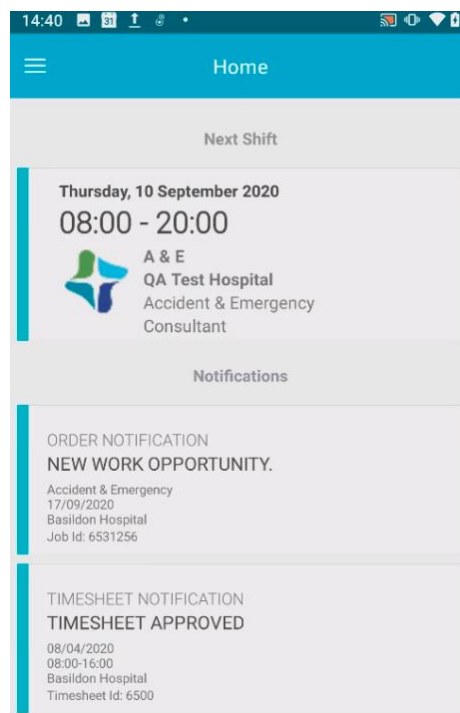 14:40
31
Home
Next Shift
Thursday, 10 September 2020
08:00 - 20:00
A & E
QA Test Hospital
Accident & Emergency
Consultant
Notifications
ORDER NOTIFICATION
NEW WORK OPPORTUNITY.
Accident & Emergency
17/09/2020
Basildon Hospital
Job Id: 6531256
TIMESHEET NOTIFICATION
TIMESHEET APPROVED
08/04/2020
08:00-16:00
Basildon Hospital
Timesheet Id: 6500